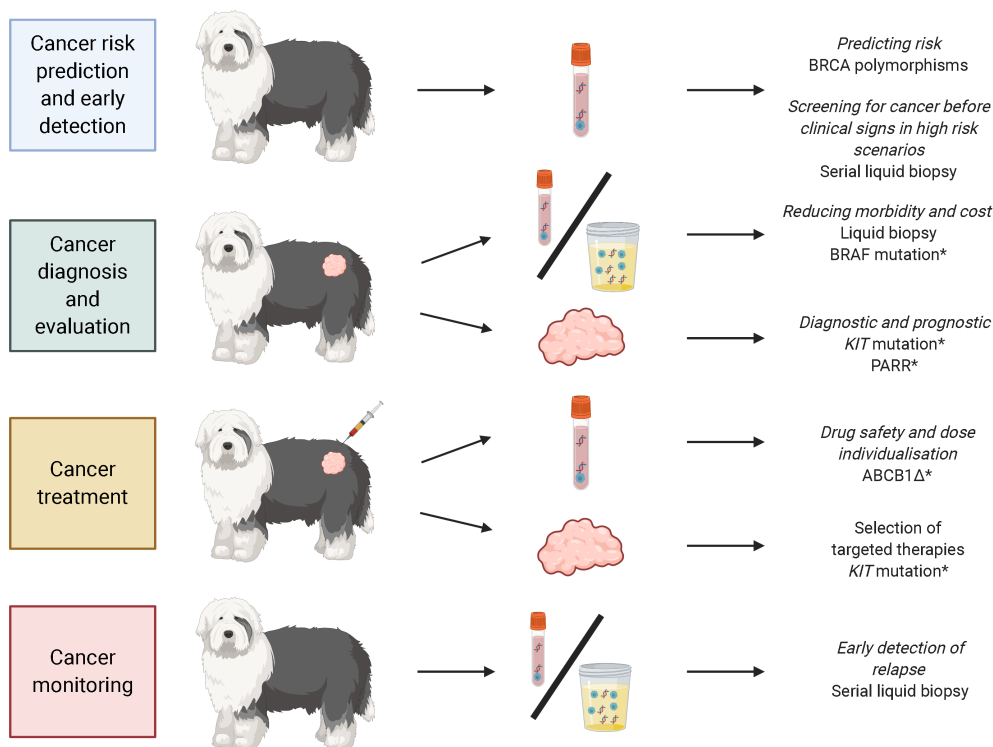 Cancer risk
prediction
and early
detection
Predicting risk
BRCA polymorphisms
Screening for cancer before
clinical signs in high risk
scenarios
Serial liquid biopsy
Cancer
diagnosis
and
evaluation
Reducing morbidity and cost
Liquid biopsy
BRAF mutation*
Diagnostic and prognostic
KIT mutation*
PARR*
Cancer
treatment
Drug safety and dose
individualisation
ABCB1Δ*
Selection of
targeted therapies
KIT mutation*
Cancer
monitoring
Early detection of
relapse
Serial liquid biopsy